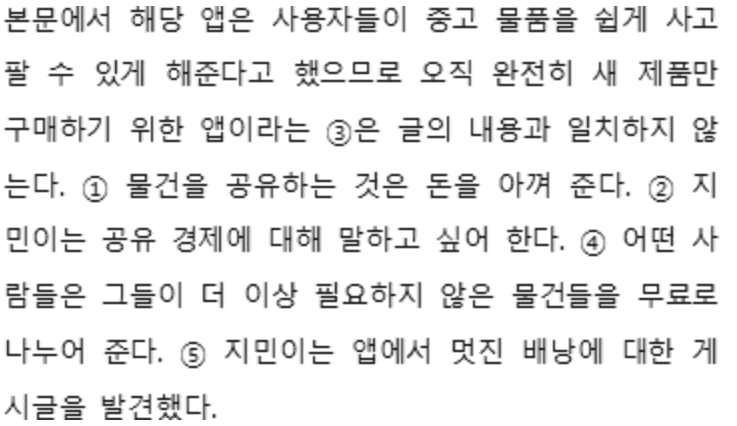 본문에서 해당 앱은 사용자들이 중고 물품을 쉽게 사고
팔 수 있게 해준다고 했으므로 오직 완전히 새 제품만
구매하기 위한 앱이라는 ③은 글의 내용과 일치하지 않
는다. ① 물건을 공유하는 것은 돈을 아껴 준다. ② 지
민이는 공유 경제에 대해 말하고 싶어 한다. ④ 어떤 사
람들은 그들이 더 이상 필요하지 않은 물건들을 무료로
나누어 준다. ⑤ 지민이는 앱에서 멋진 배낭에 대한 게
시글을 발견했다.